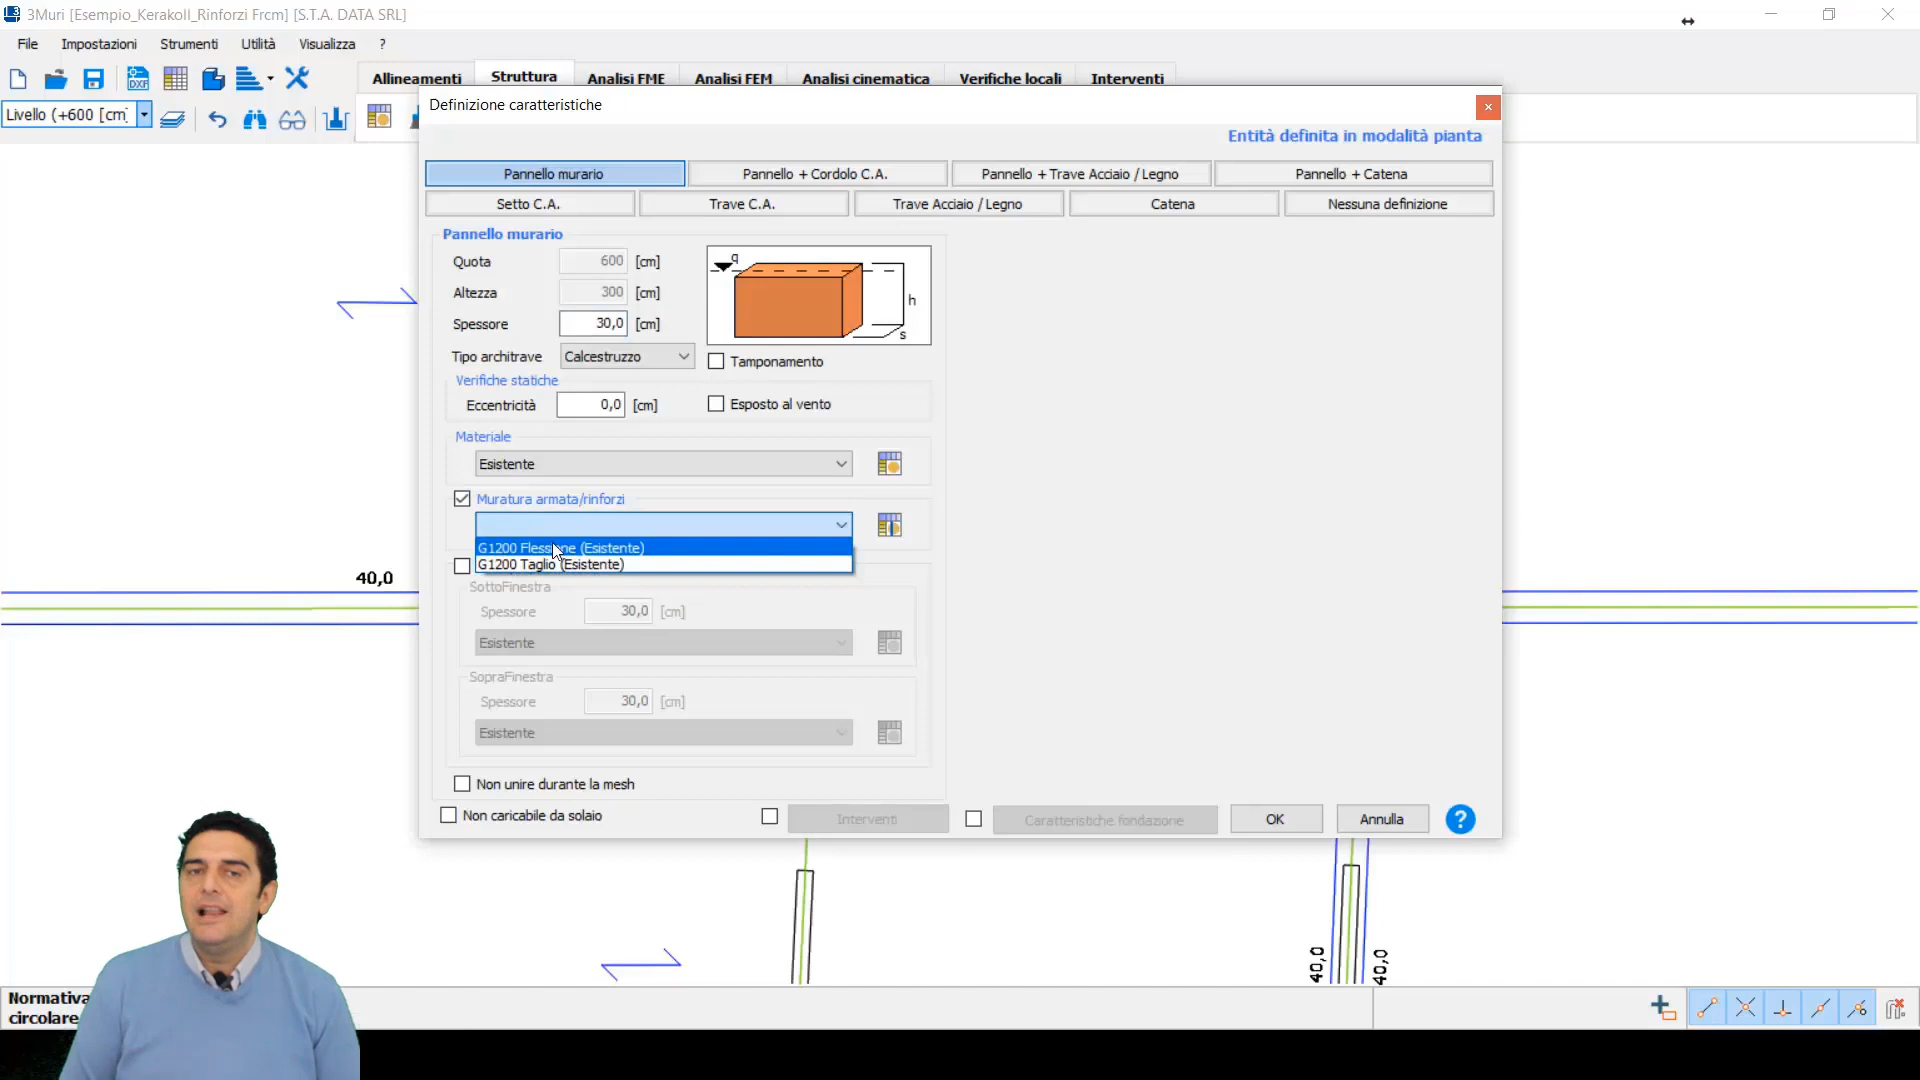 3Muri [Esempio_Kerakoll_Rinforzi Frcm] [S.T.A. DATA SRL]
File Impostazioni Strumenti Utilità Visualizza ?
DXF
Allineamenti Struttura Analisi FME Analisi FEM Analisi cinematica Verifiche locali Interventi
Livello (+600 [cm]
Definizione caratteristiche
Entità definita in modalità pianta
Pannello murario Pannello + Cordolo C.A. Pannello + Trave Acciaio / Legno Pannello + Catena
Setto C.A. Trave C.A. Trave Acciaio / Legno Catena Nessuna definizione
Pannello murario
Quota 600 [cm]
Altezza 300 [cm]
Spessore 30,0 [cm]
q
h
s
Tipo architrave Calcestruzzo Tamponamento
Verifiche statiche
Eccentricità 0,0 [cm] Esposto al vento
Materiale
Esistente
Muratura armata/rinforzi
G1200 Flessione (Esistente)
G1200 Taglio (Esistente)
SottoFinestra
Spessore 30,0 [cm]
Esistente
SopraFinestra
Spessore 30,0 [cm]
Esistente
Non unire durante la mesh
Non caricabile da solaio Interventi Caratteristiche fondazione OK Annulla ?
40,0
40,0
40,0
Normativa
circolare